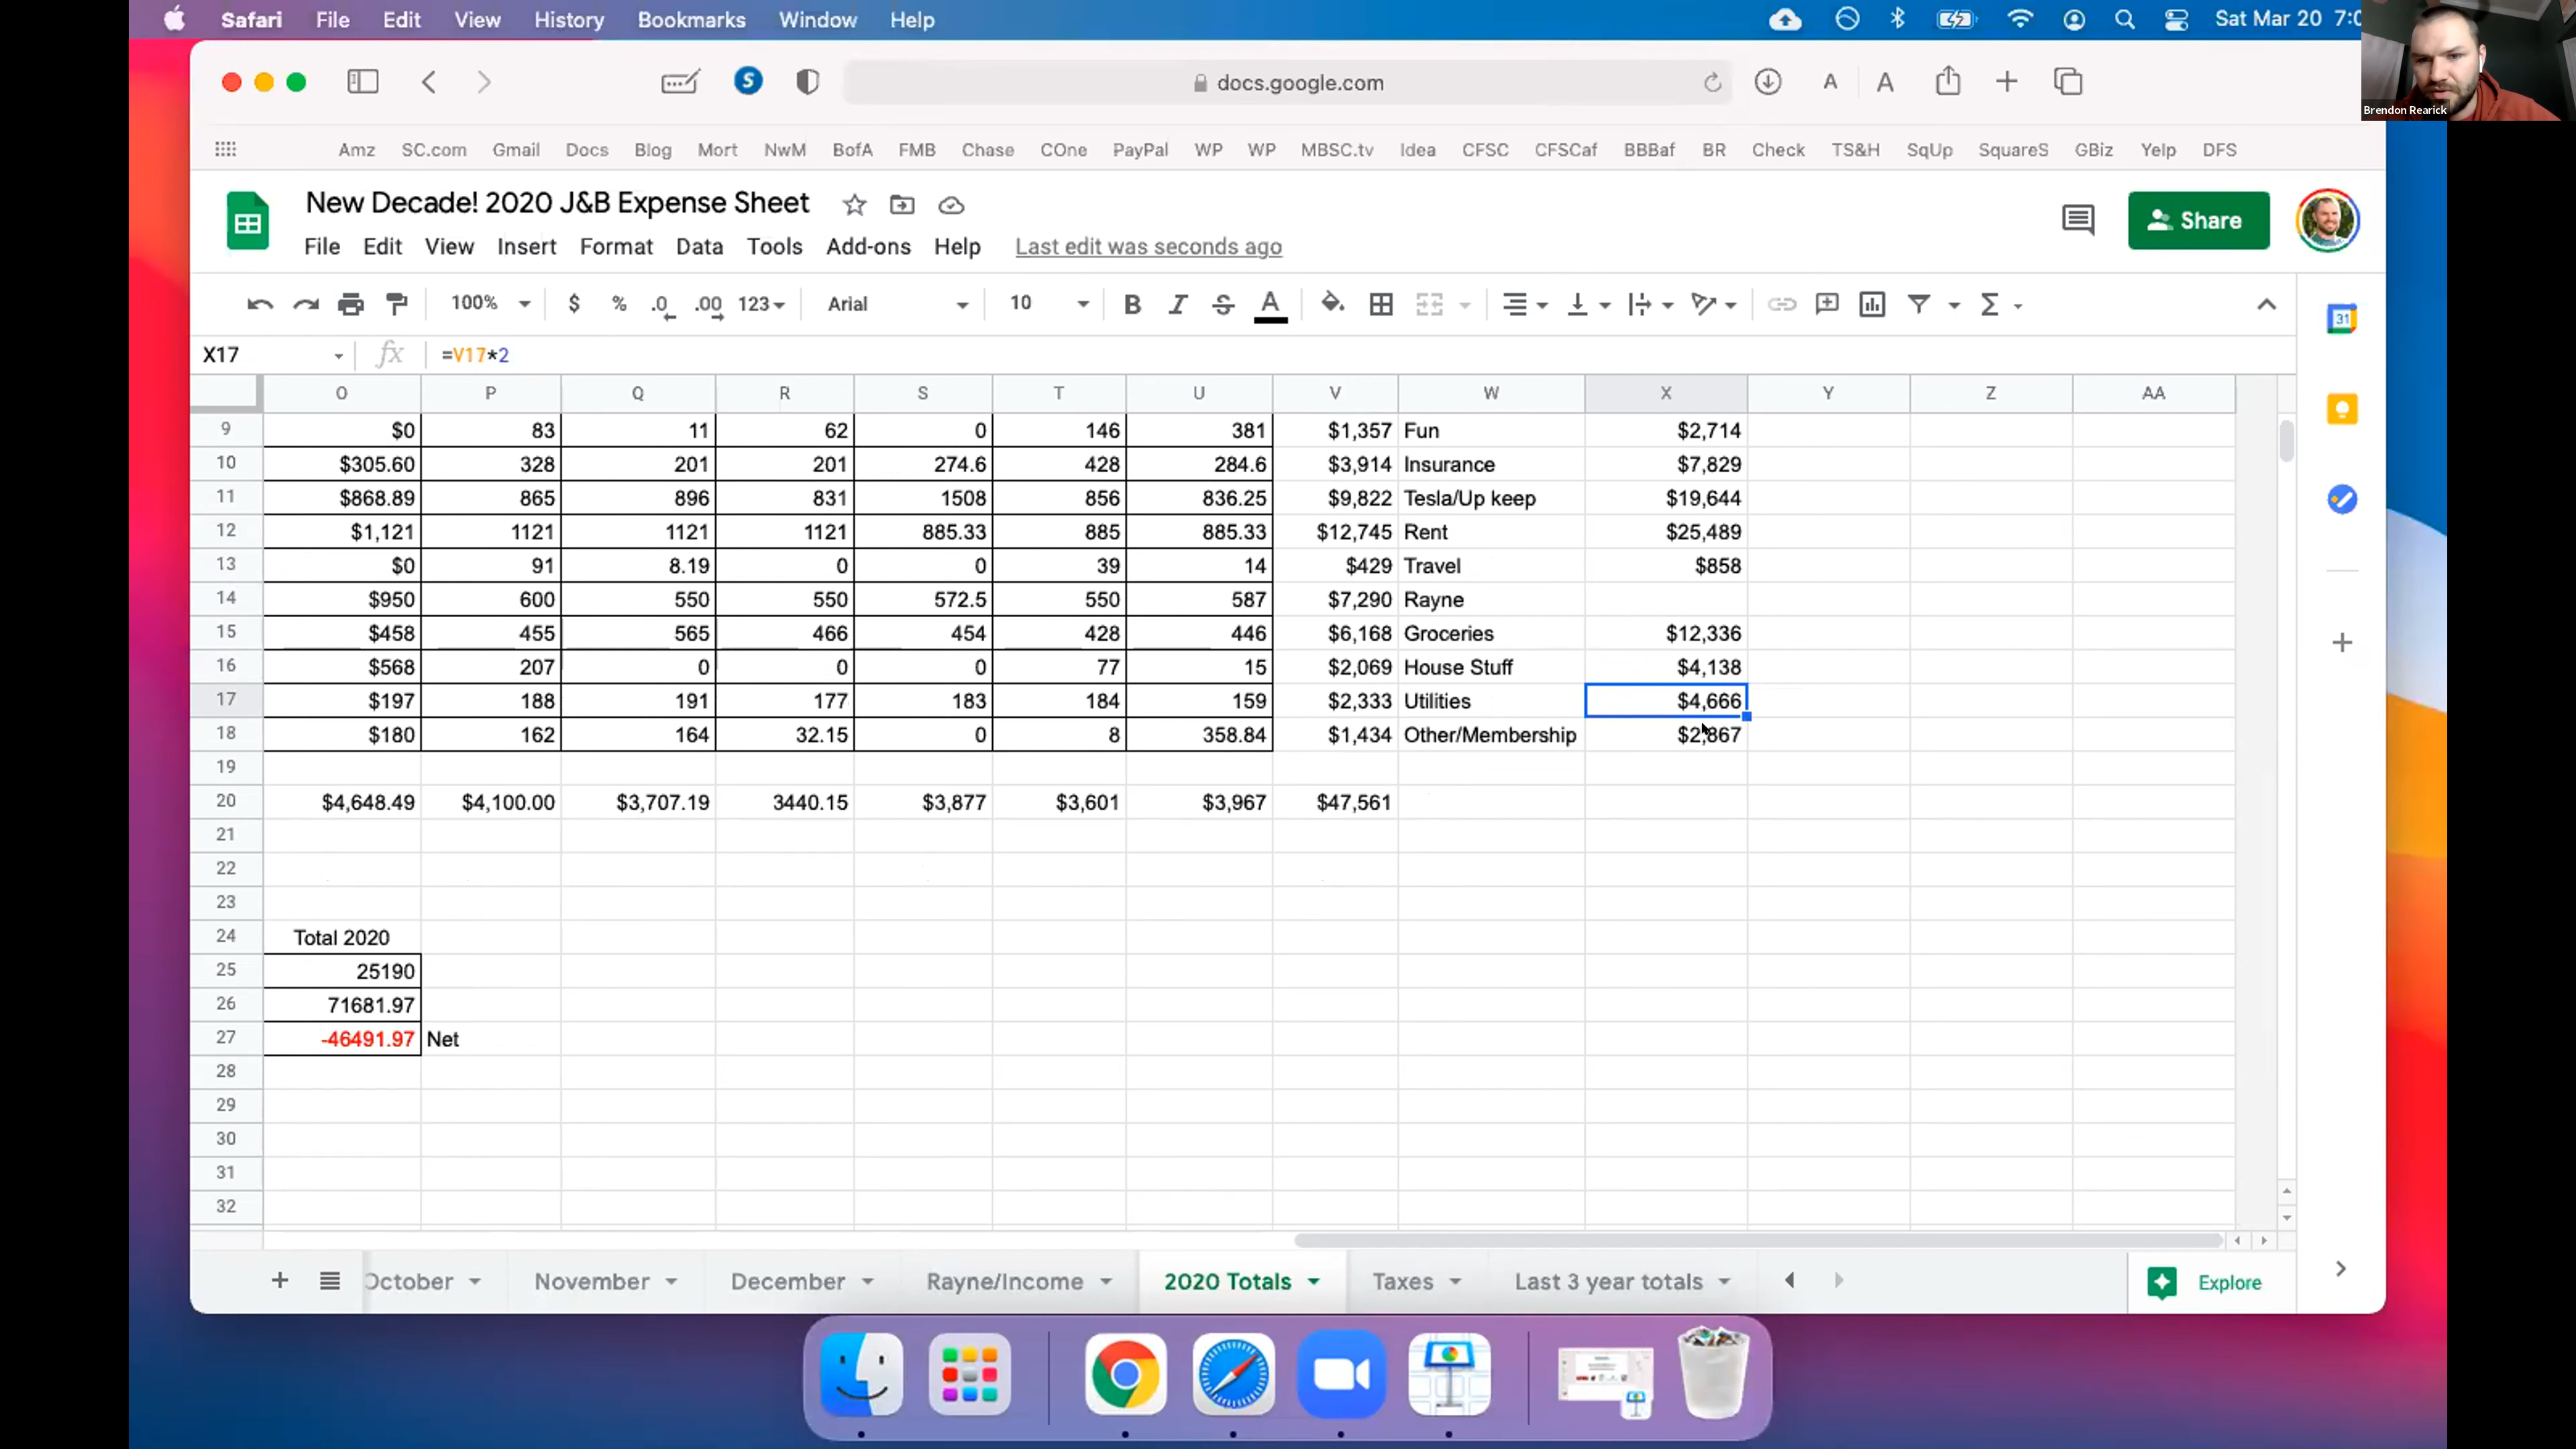 Safari File Edit View History Bookmarks Window Help Sat Mar 20 7:0
Brendon Rearick
docs.google.com
Amz SC.com Gmail Docs Blog Mort NwM BofA FMB Chase COne PayPal WP WP MBSC.tv Idea CFSC CFSCaf BBBaf BR Check TS&H SqUp SquareS GBiz Yelp DFS
New Decade! 2020 J&B Expense Sheet
File Edit View Insert Format Data Tools Add-ons Help Last edit was seconds ago
Share
100% $ % .0 .00 123 Arial 10 B I S A
31
X17 fx =V17*2
O P Q R S T U V W X Y Z AA
9 $0 83 11 62 0 146 381 $1,357 Fun $2,714
10 $305.60 328 201 201 274.6 428 284.6 $3,914 Insurance $7,829
11 $868.89 865 896 831 1508 856 836.25 $9,822 Tesla/Up keep $19,644
12 $1,121 1121 1121 1121 885.33 885 885.33 $12,745 Rent $25,489
13 $0 91 8.19 0 0 39 14 $429 Travel $858
14 $950 600 550 550 572.5 550 587 $7,290 Rayne
15 $458 455 565 466 454 428 446 $6,168 Groceries $12,336
16 $568 207 0 0 0 77 15 $2,069 House Stuff $4,138
17 $197 188 191 177 183 184 159 $2,333 Utilities $4,666
18 $180 162 164 32.15 0 8 358.84 $1,434 Other/Membership $2,867
19
20 $4,648.49 $4,100.00 $3,707.19 3440.15 $3,877 $3,601 $3,967 $47,561
21
22
23
24 Total 2020
25 25190
26 71681.97
27 -46491.97 Net
28
29
30
31
32
October November December Rayne/Income 2020 Totals Taxes Last 3 year totals Explore